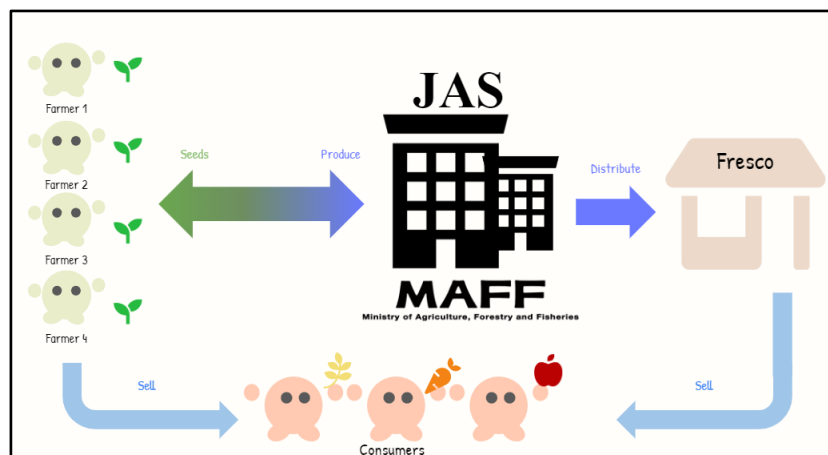 JAS
Farmer 1
Seeds
Produce
Farmer 2
Distribute
Fresco
Farmer 3
MAFF
Ministry of Agriculture, Forestry and Fisheries
Farmer 4
Sell
Sell
Consumers